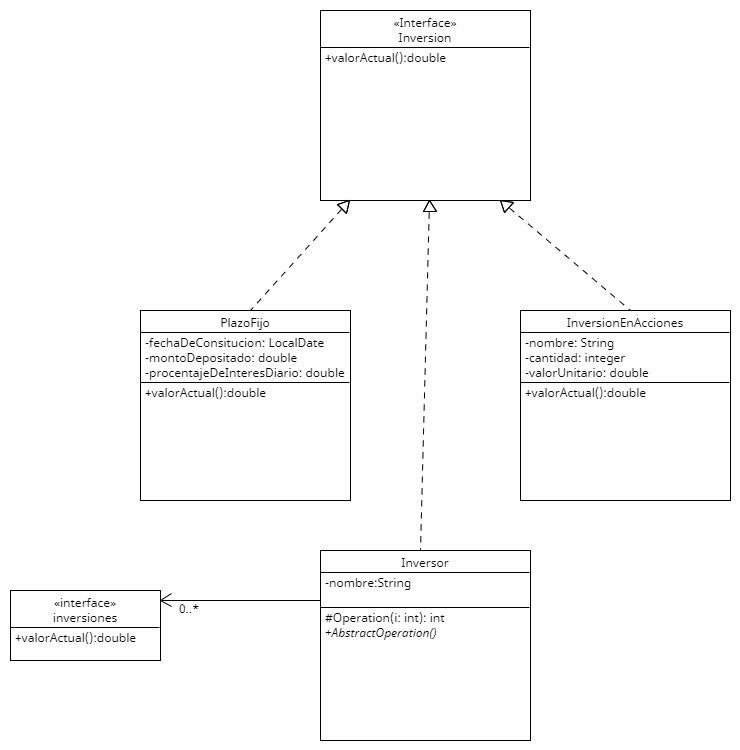 «Interface»
Inversion
+valorActual():double
PlazoFijo
-fechaDeConsitucion: LocalDate
-montoDepositado: double
-procentajeDeInteresDiario: double
+valorActual():double
InversionEnAcciones
-nombre: String
-cantidad: integer
-valorUnitario: double
+valorActual():double
Inversor
-nombre:String
#Operation(i: int): int
+AbstractOperation()
«interface»
inversiones
+valorActual():double
0..*